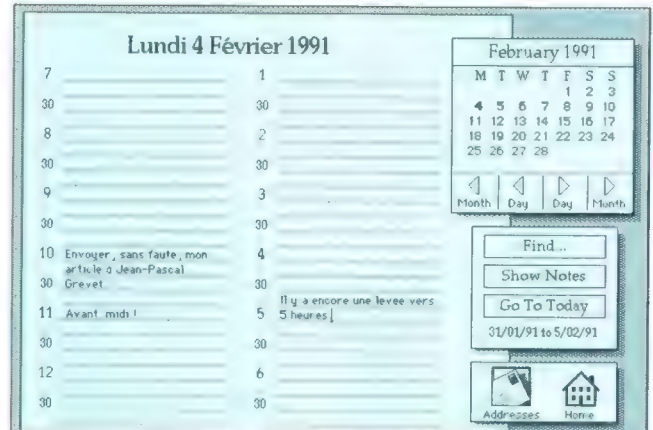 Lundi 4 Février 1991
7
30
8
30
9
30
10 Envoyer, sans faute, mon
article a Jean-Pascal
30 Grevet
11 Avant midi !
30
12
30
1
30
2
30
3
30
4
30
Il y a encore une levee vers
5 5 heures
30
6
30
February 1991
M T W T F S S
1 2 3
4 5 6 7 8 9 10
11 12 13 14 15 16 17
18 19 20 21 22 23 24
25 26 27 28
Month Day Day Month
Find...
Show Notes
Go To Today
31/01/91 to 5/02/91
Addresses Home